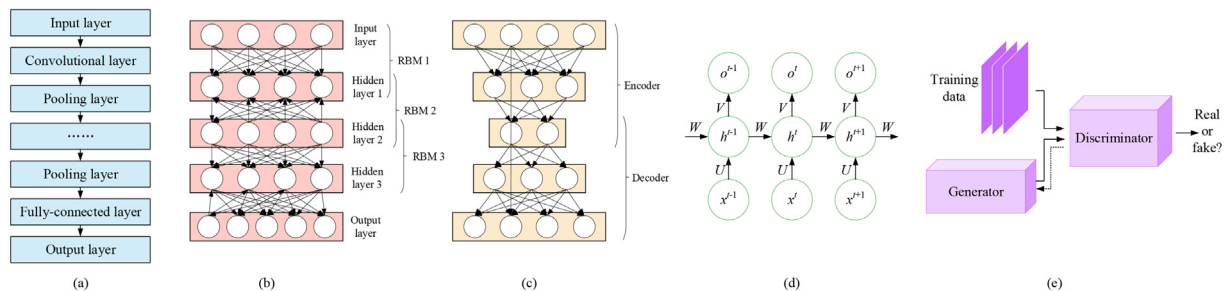 Input layer
Convolutional layer
Pooling layer
……
Pooling layer
Fully-connected layer
Output layer
(a)
Input
layer
Hidden
layer 1
Hidden
layer 2
Hidden
layer 3
Output
layer
RBM 1
RBM 2
RBM 3
(b)
Encoder
Decoder
(c)
o^{t-1} o^t o^{t+1}
V V V
W h^{t-1} W h^t W h^{t+1} W
U U U
x^{t-1} x^t x^{t+1}
(d)
Training
data
Generator
Discriminator
Real
or
fake?
(e)